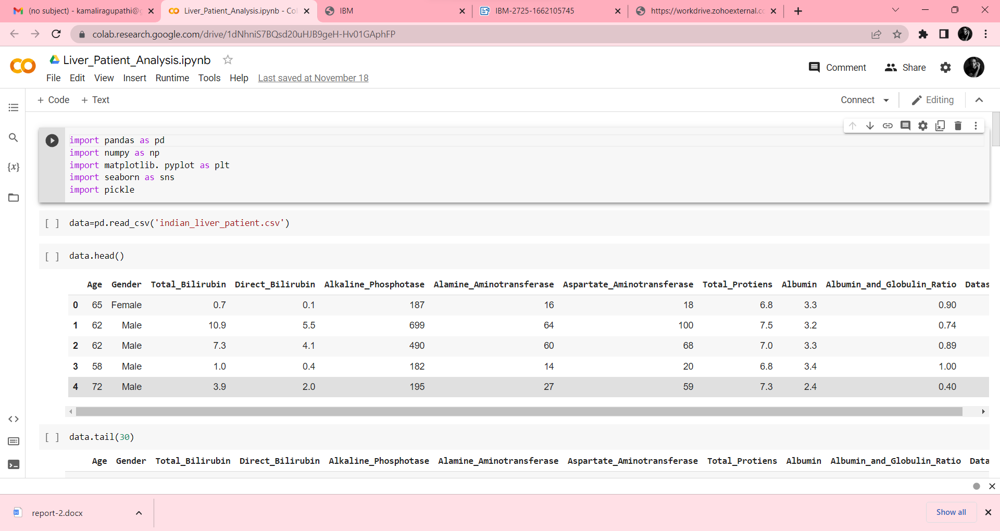 (no subject) - kamaliragupathi@g
Liver_Patient_Analysis.ipynb - Col
IBM
IBM-2725-1662105745
https://workdrive.zohoexternal.co
colab.research.google.com/drive/1dNhniS7BQsd20uHJB9geH-Hv01GAphFP
Liver_Patient_Analysis.ipynb
Comment
Share
File Edit View Insert Runtime Tools Help Last saved at November 18
+ Code + Text
Connect
Editing
import pandas as pd
import numpy as np
import matplotlib. pyplot as plt
import seaborn as sns
import pickle
{x}
[ ] data=pd.read_csv('indian_liver_patient.csv')
[ ] data.head()
Age Gender Total_Bilirubin Direct_Bilirubin Alkaline_Phosphotase Alamine_Aminotransferase Aspartate_Aminotransferase Total_Protiens Albumin Albumin_and_Globulin_Ratio Datas
0 65 Female 0.7 0.1 187 16 18 6.8 3.3 0.90
1 62 Male 10.9 5.5 699 64 100 7.5 3.2 0.74
2 62 Male 7.3 4.1 490 60 68 7.0 3.3 0.89
3 58 Male 1.0 0.4 182 14 20 6.8 3.4 1.00
4 72 Male 3.9 2.0 195 27 59 7.3 2.4 0.40
[ ] data.tail(30)
Age Gender Total_Bilirubin Direct_Bilirubin Alkaline_Phosphotase Alamine_Aminotransferase Aspartate_Aminotransferase Total_Protiens Albumin Albumin_and_Globulin_Ratio Data
report-2.docx
Show all